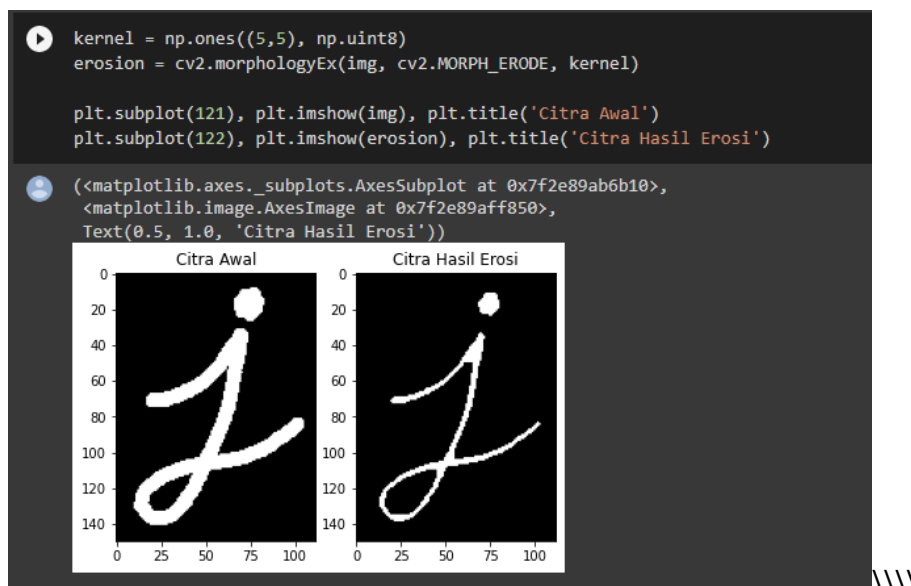 kernel = np.ones((5,5), np.uint8)
erosion = cv2.morphologyEx(img, cv2.MORPH_ERODE, kernel)
plt.subplot(121), plt.imshow(img), plt.title('Citra Awal')
plt.subplot(122), plt.imshow(erosion), plt.title('Citra Hasil Erosi')
(<matplotlib.axes._subplots.AxesSubplot at 0x7f2e89ab6b10>,
<matplotlib.image.AxesImage at 0x7f2e89aff850>,
Text(0.5, 1.0, 'Citra Hasil Erosi'))
Citra Awal Citra Hasil Erosi
0 0
20 20
40 40
60 60
80 80
100 100
120 120
140 140
0 25 50 75 100 0 25 50 75 100
\\\\